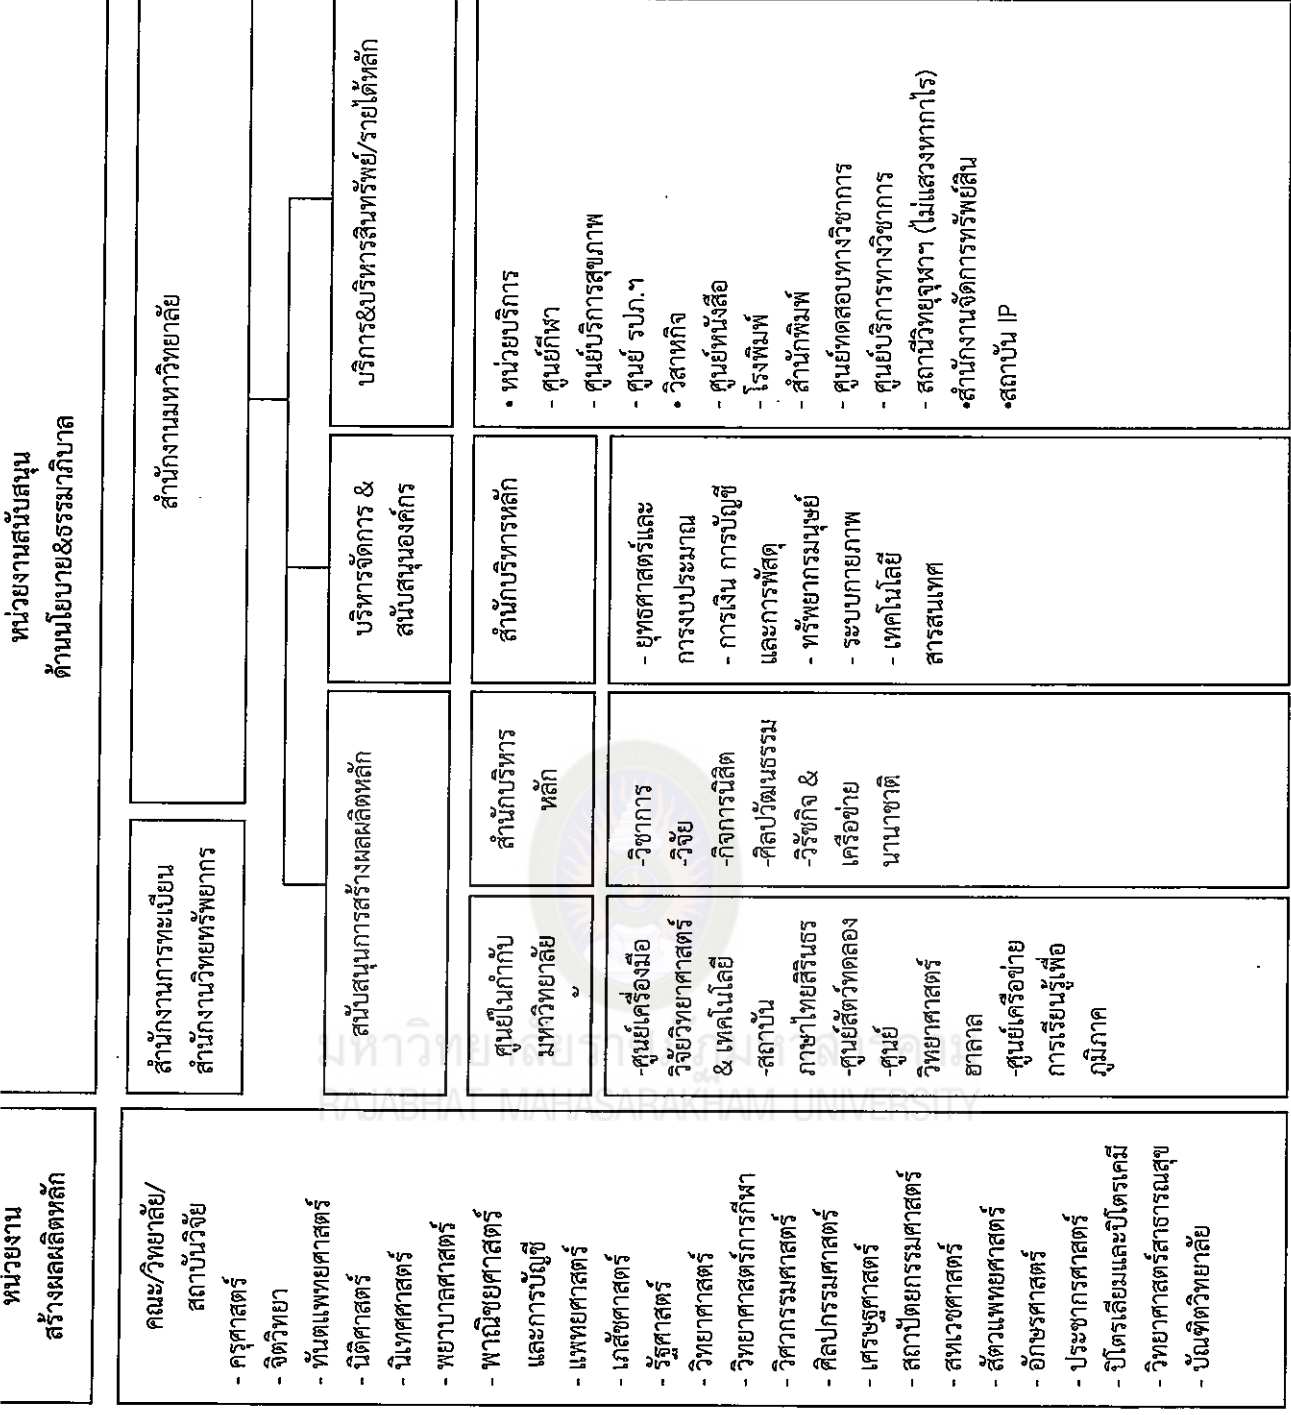 หน่วยงาน
สร้างผลผลิตหลัก
คณะ/วิทยาลัย/
สถาบันวิจัย
- ครุศาสตร์
- จิตวิทยา
- ทันตแพทยศาสตร์
- นิติศาสตร์
- นิเทศศาสตร์
- พยาบาลศาสตร์
- พาณิชยศาสตร์
และการบัญชี
- แพทยศาสตร์
- เภสัชศาสตร์
- รัฐศาสตร์
- วิทยาศาสตร์
- วิทยาศาสตร์การกีฬา
- วิศวกรรมศาสตร์
- ศิลปกรรมศาสตร์
- เศรษฐศาสตร์
- สถาปัตยกรรมศาสตร์
- สหเวชศาสตร์
- สัตวแพทยศาสตร์
- อักษรศาสตร์
- ประชากรศาสตร์
- ปิโตรเลียมและปิโตรเคมี
- วิทยาศาสตร์สาธารณสุข
- บัณฑิตวิทยาลัย
หน่วยงานสนับสนุน
ด้านนโยบาย&ธรรมาภิบาล
สำนักงานการทะเบียน
สำนักงานวิทยทรัพยากร
สำนักงานมหาวิทยาลัย
สนับสนุนการสร้างผลผลิตหลัก
บริหารจัดการ &
สนับสนุนองค์กร
บริการ&บริหารสินทรัพย์/รายได้หลัก
ศูนย์ในกำกับ
มหาวิทยาลัย
-ศูนย์เครื่องมือ
วิจัยวิทยาศาสตร์
& เทคโนโลยี
-สถาบัน
ภาษาไทยสิรินธร
-ศูนย์สัตว์ทดลอง
-ศูนย์
วิทยาศาสตร์
ฮาลาล
-ศูนย์เครือข่าย
การเรียนรู้เพื่อ
ภูมิภาค
สำนักบริหาร
หลัก
-วิชาการ
-วิจัย
-กิจการนิสิต
-ศิลปวัฒนธรรม
-วิรัชกิจ &
เครือข่าย
นานาชาติ
สำนักบริหารหลัก
- ยุทธศาสตร์และ
การงบประมาณ
- การเงิน การบัญชี
และการพัสดุ
- ทรัพยากรมนุษย์
- ระบบกายภาพ
- เทคโนโลยี
สารสนเทศ
• หน่วยบริการ
- ศูนย์กีฬา
- ศูนย์บริการสุขภาพ
- ศูนย์ รปภ.ฯ
• วิสาหกิจ
- ศูนย์หนังสือ
- โรงพิมพ์
- สำนักพิมพ์
- ศูนย์ทดสอบทางวิชาการ
- ศูนย์บริการทางวิชาการ
- สถานีวิทยุจุฬาฯ (ไม่แสวงหากำไร)
•สำนักงานจัดการทรัพย์สิน
•สถาบัน IP
มหาวิทยาลัยราชภัฏมหาสารคาม
RAJABHAT MAHASARAKHAM UNIVERSITY